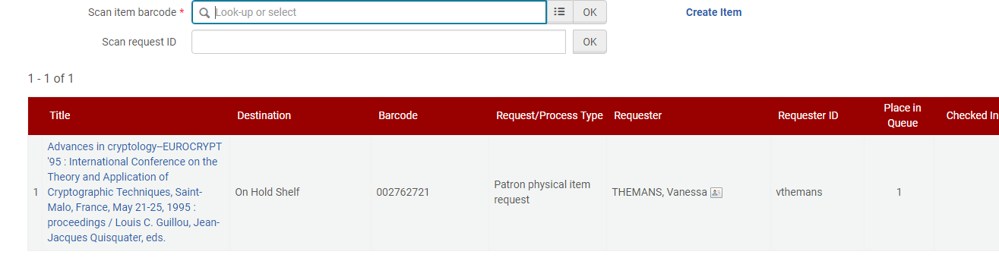 Scan item barcode * Look-up or select OK Create Item
Scan request ID OK
1 - 1 of 1
Title Destination Barcode Request/Process Type Requester Requester ID Place in Queue Checked In
1 Advances in cryptology--EUROCRYPT
'95 : International Conference on the
Theory and Application of
Cryptographic Techniques, Saint-
Malo, France, May 21-25, 1995 :
proceedings / Louis C. Guillou, Jean-
Jacques Quisquater, eds.
On Hold Shelf
002762721
Patron physical item
request
THEMANS, Vanessa
vthemans
1